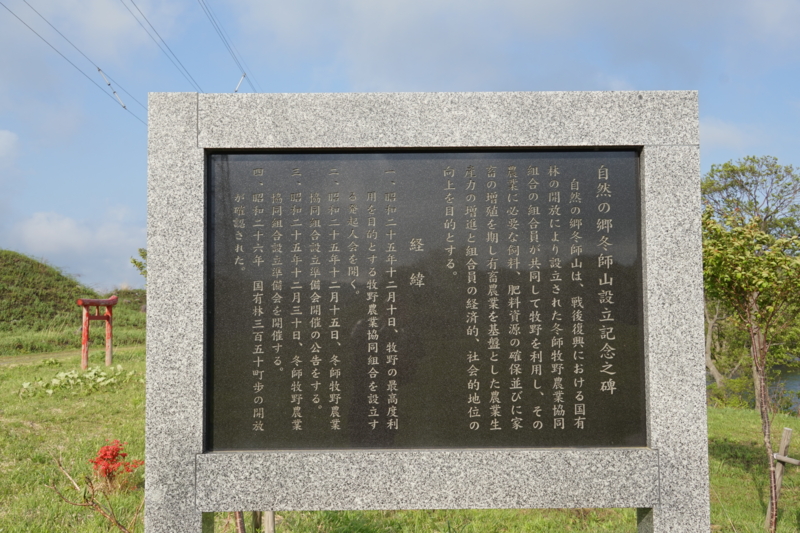 自然の郷冬師山設立記念之碑
自然の郷冬師山は、戦後復興における国有
林の開放により設立された冬師牧野農業協同
組合の組合員が共同して牧野を利用し、その
農業に必要な飼料、肥料資源の確保並びに家
畜の増殖を期し有畜農業を基盤とした農業生
産力の増進と組合員の経済的、社会的地位の
向上を目的とする。
経緯
一、昭和二十五年十二月十日、牧野の最高度利
用を目的とする牧野農業協同組合を設立す
る発起人会を開く。
二、昭和二十五年十二月十五日、冬師牧野農業
協同組合設立準備会開催の公告をする。
三、昭和二十五年十二月三十日、冬師牧野農業
協同組合設立準備会を開催する。
四、昭和二十六年 国有林三百五十町歩の開放
が確認された。